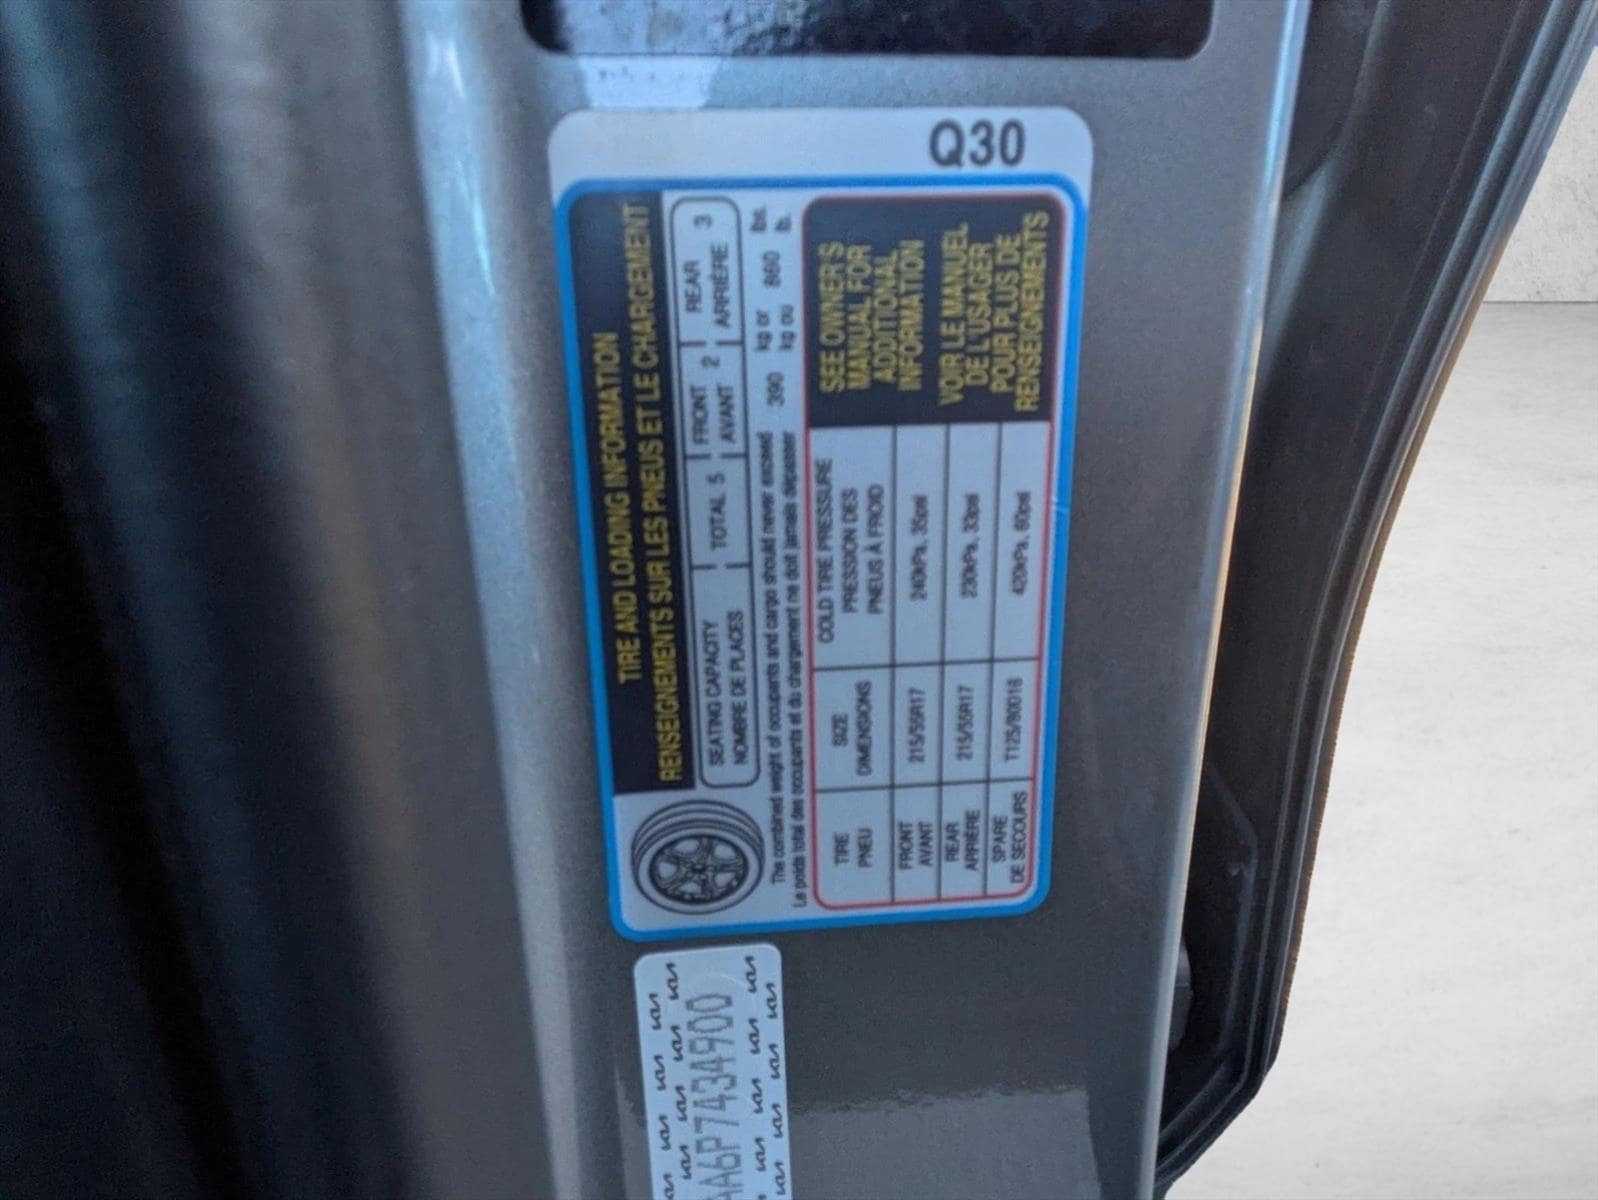 Q30
TIRE AND LOADING INFORMATION
RENSEIGNEMENTS SUR LES PNEUS ET LE CHARGEMENT
SEATING CAPACITY TOTAL 5 FRONT 2 REAR 3
NOMBRE DE PLACES AVANT ARRIÈRE
The combined weight of occupants and cargo should never exceed 390 kg or 860 lbs.
Le poids total des occupants et du chargement ne doit jamais dépasser kg ou lb.
TIRE SIZE COLD TIRE PRESSURE
PNEU DIMENSIONS PRESSION DES
PNEUS À FROID
FRONT 215/55R17 240kPa, 35psi
AVANT
REAR 215/55R17 230kPa, 33psi
ARRIÈRE
SPARE T125/80D16 420kPa, 60psi
DE SECOURS
SEE OWNER'S
MANUAL FOR
ADDITIONAL
INFORMATION
VOIR LE MANUEL
DE L'USAGER
POUR PLUS DE
RENSEIGNEMENTS
A6P7434900